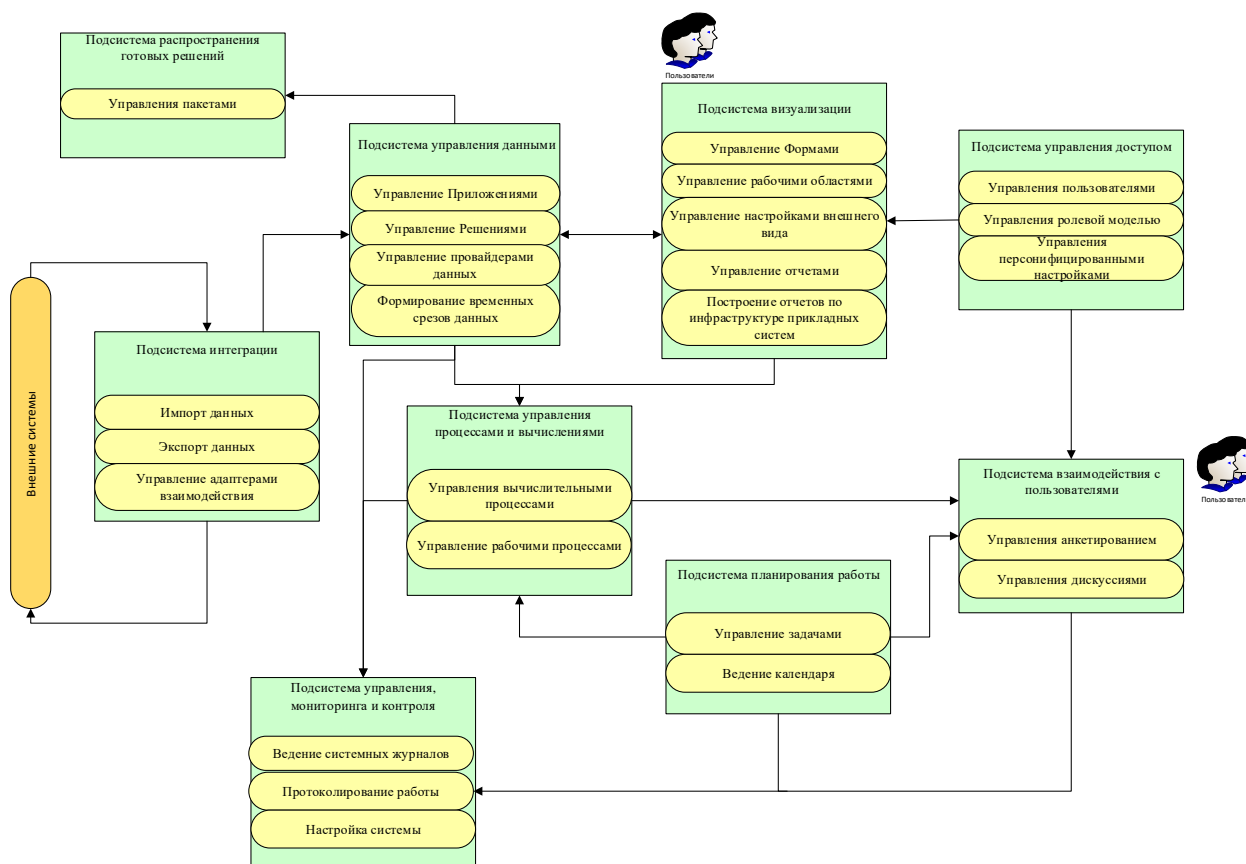 Подсистема распространения
готовых решений
Управления пакетами
Пользователи
Подсистема управления данными
Управление Приложениями
Управление Решениями
Управление провайдерами
данных
Формирование временных
срезов данных
Подсистема визуализации
Управление Формами
Управление рабочими областями
Управление настройками внешнего
вида
Управление отчетами
Построение отчетов по
инфраструктуре прикладных
систем
Подсистема управления доступом
Управления пользователями
Управления ролевой моделью
Управления
персонифицированными
настройками
Внешние системы
Подсистема интеграции
Импорт данных
Экспорт данных
Управление адаптерами
взаимодействия
Подсистема управления
процессами и вычислениями
Управления вычислительными
процессами
Управление рабочими процессами
Подсистема взаимодействия с
пользователями
Управления анкетированием
Управления дискуссиями
Пользовател
Подсистема планирования работы
Управление задачами
Ведение календаря
Подсистема управления,
мониторинга и контроля
Ведение системных журналов
Протоколирование работы
Настройка системы